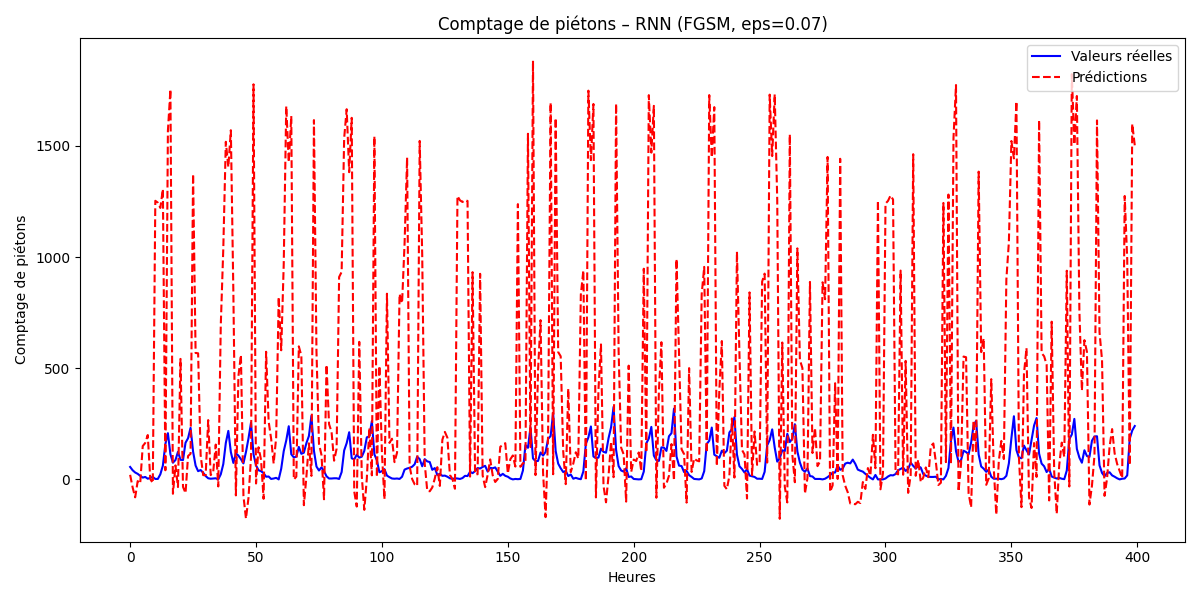 Comptage de piétons – RNN (FGSM, eps=0.07)
Valeurs réelles
Prédictions
Comptage de piétons
1500
1000
500
0
0 50 100 150 200 250 300 350 400
Heures